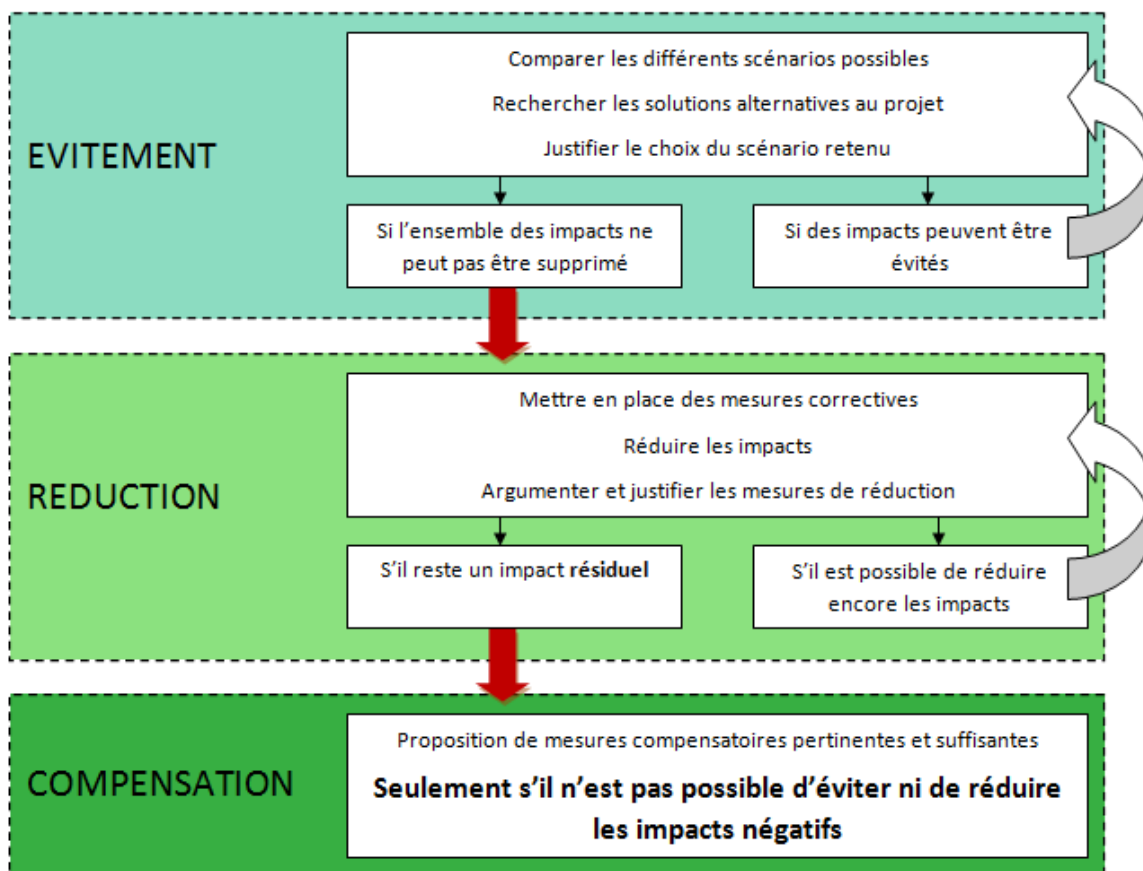 EVITEMENT
Comparer les différents scénarios possibles
Rechercher les solutions alternatives au projet
Justifier le choix du scénario retenu
Si l’ensemble des impacts ne
peut pas être supprimé
Si des impacts peuvent être
évités
REDUCTION
Mettre en place des mesures correctives
Réduire les impacts
Argumenter et justifier les mesures de réduction
S’il reste un impact résiduel
S’il est possible de réduire
encore les impacts
COMPENSATION
Proposition de mesures compensatoires pertinentes et suffisantes
Seulement s’il n’est pas possible d’éviter ni de réduire
les impacts négatifs